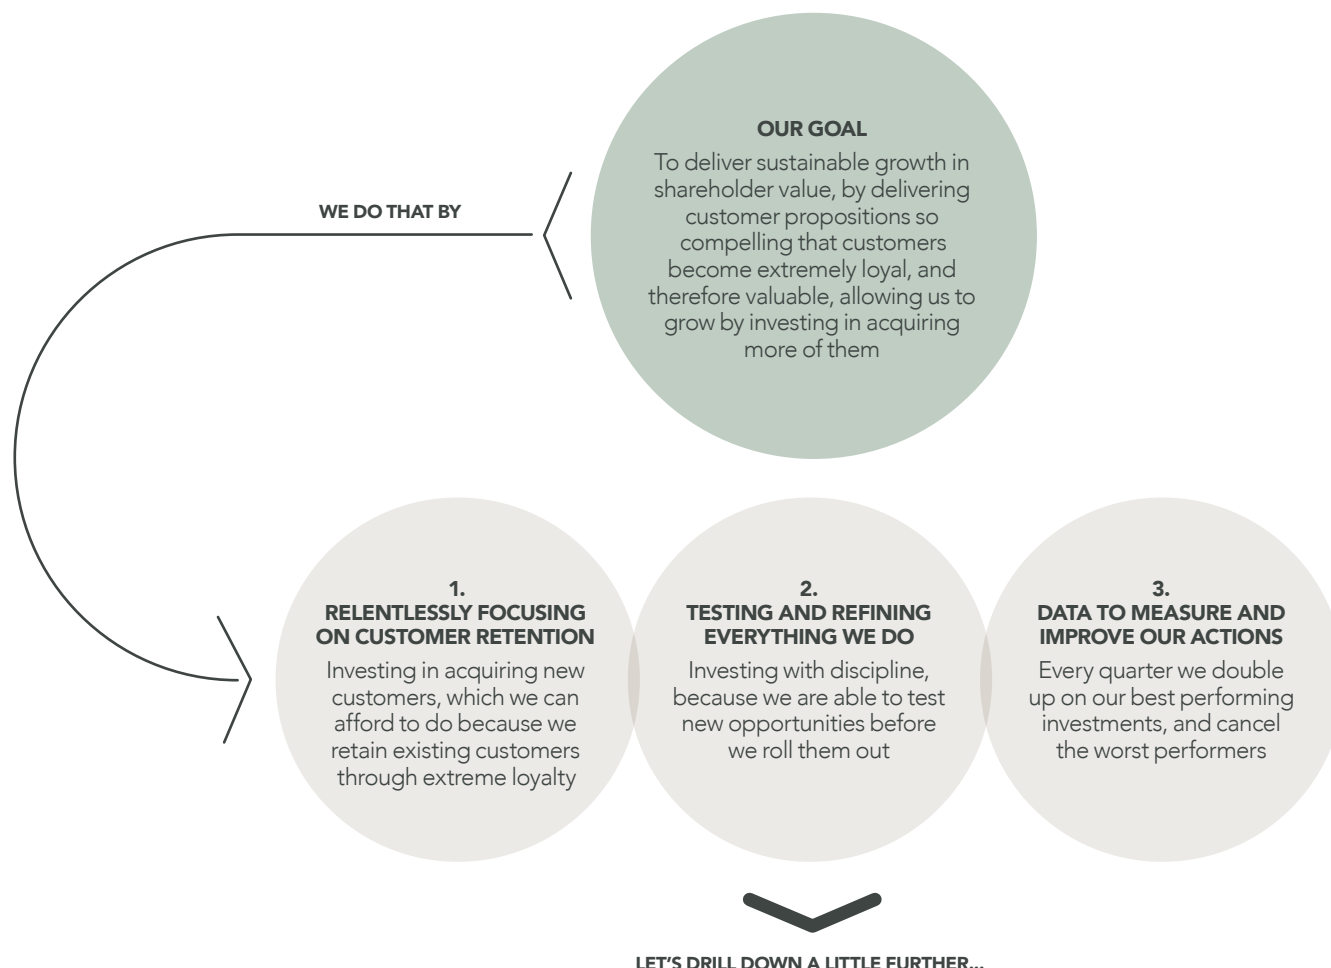 OUR GOAL
To deliver sustainable growth in
shareholder value, by delivering
customer propositions so
compelling that customers
become extremely loyal, and
therefore valuable, allowing us to
grow by investing in acquiring
more of them
WE DO THAT BY
1.
RELENTLESSLY FOCUSING
ON CUSTOMER RETENTION
Investing in acquiring new
customers, which we can
afford to do because we
retain existing customers
through extreme loyalty
2.
TESTING AND REFINING
EVERYTHING WE DO
Investing with discipline,
because we are able to test
new opportunities before
we roll them out
3.
DATA TO MEASURE AND
IMPROVE OUR ACTIONS
Every quarter we double
up on our best performing
investments, and cancel
the worst performers
LET’S DRILL DOWN A LITTLE FURTHER...